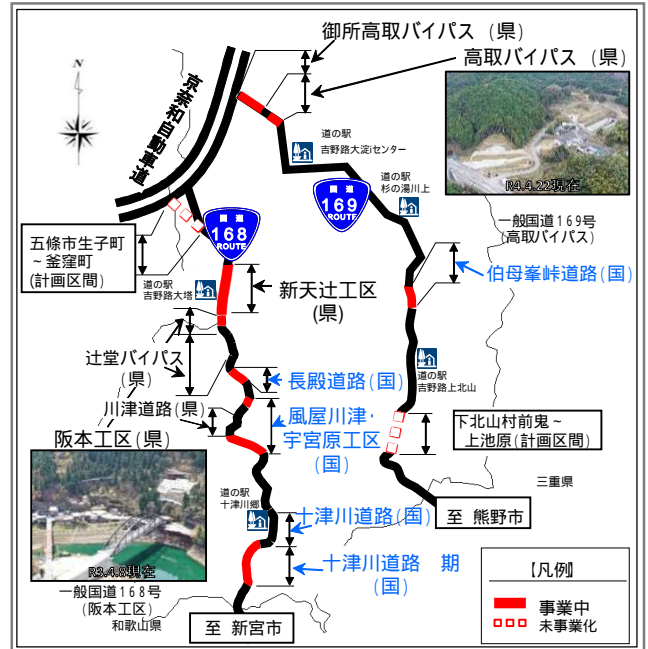 御所高取バイパス (県)
高取バイパス (県)
N
京奈和自動車道
道の駅
吉野路大淀iセンター
道の駅
杉の湯川上
R4.4.22現在
一般国道169号
(高取バイパス)
国道
169
ROUTE
国道
168
ROUTE
五條市生子町
~釜窪町
(計画区間)
道の駅
吉野路大塔
新天辻工区
(県)
伯母峯峠道路(国)
辻堂バイパス
(県)
長殿道路(国)
道の駅
吉野路上北山
川津道路(県)
風屋川津・
宇宮原工区
(国)
阪本工区(県)
下北山村前鬼~
上池原(計画区間)
三重県
道の駅
十津川郷
十津川道路(国)
至 熊野市
R3.4.8現在
一般国道168号
(阪本工区)
和歌山県
十津川道路 期
(国)
至 新宮市
[凡例]
事業中
未事業化